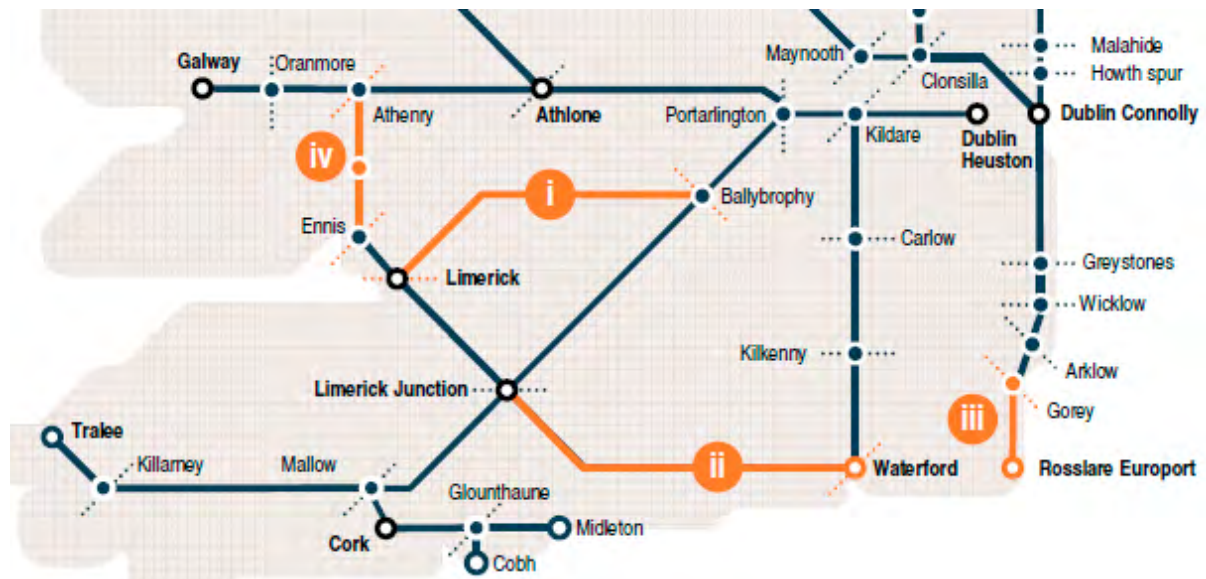 Malahide
Maynooth
Galway
Oranmore
Howth spur
Clonsilla
Athenry
Athlone
Portarlington
Kildare
Dublin
Heuston
Dublin Connolly
iv
i
Ballybrophy
Ennis
Carlow
Greystones
Limerick
Wicklow
Kilkenny
Arklow
Limerick Junction
iii
Gorey
Tralee
Killarney
Mallow
ii
Waterford
Rosslare Europort
Glounthaune
Midleton
Cork
Cobh